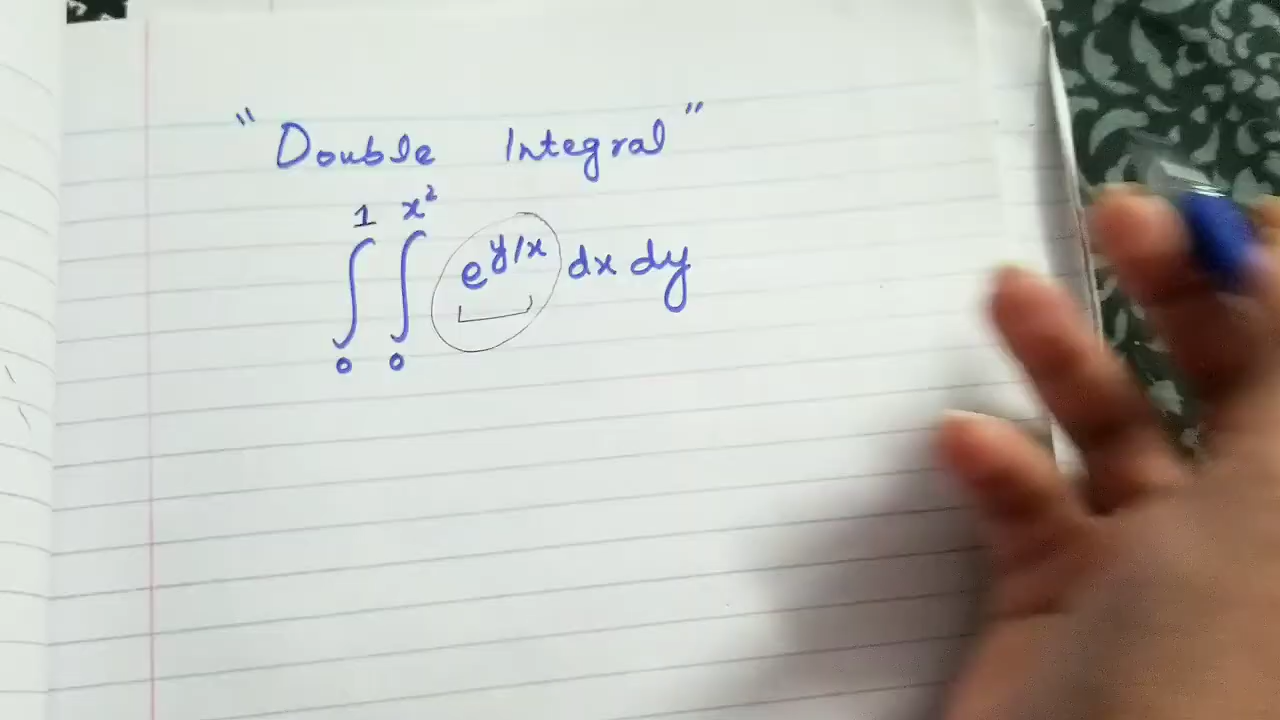 "Double Integral"
∫₀¹ ∫₀^{x²} e^{y/x} dx dy